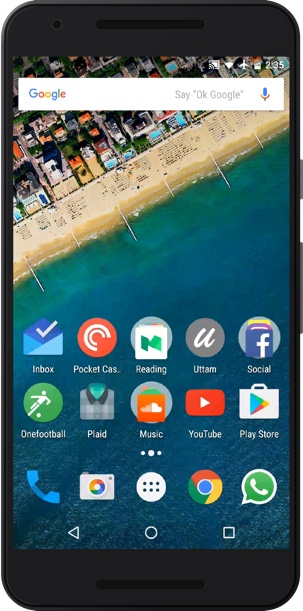 2:35
Google Say "Ok Google"
Inbox Pocket Cas.. Reading Uttam Social
Onefootball Plaid Music YouTube Play Store